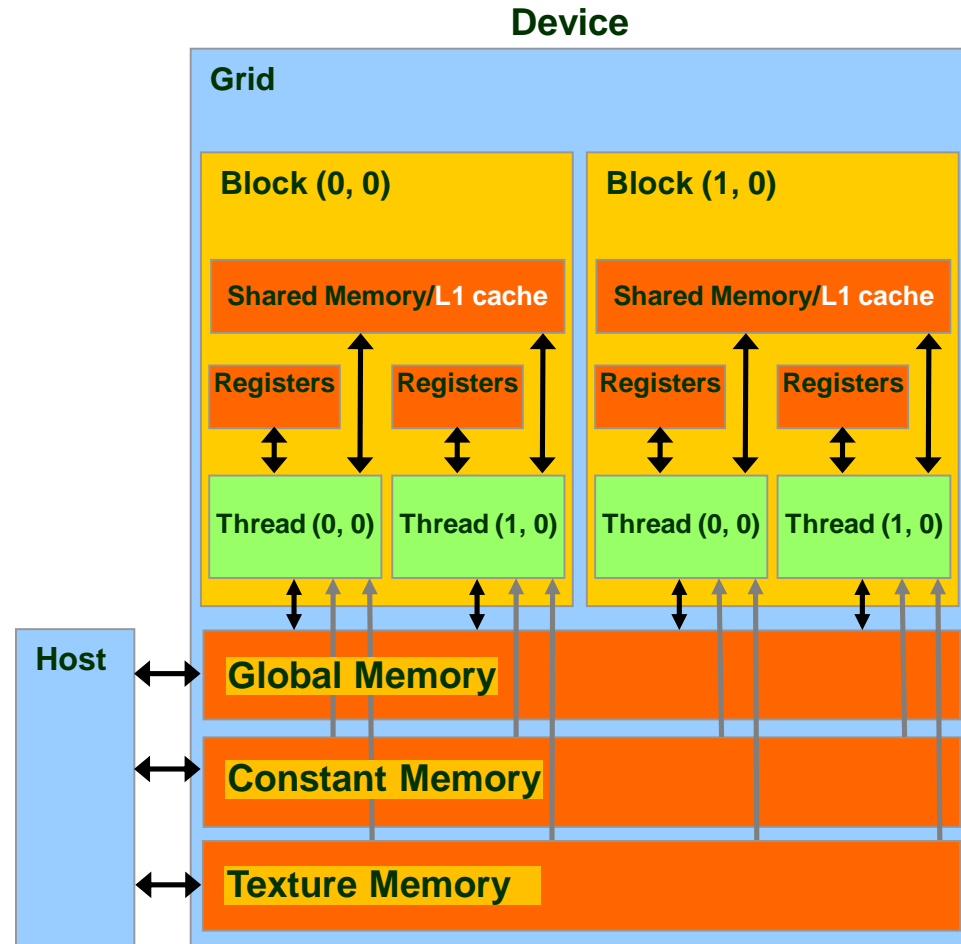 Device
Grid
Block (0, 0)
Block (1, 0)
Shared Memory/L1 cache
Shared Memory/L1 cache
Registers
Registers
Registers
Registers
Thread (0, 0)
Thread (1, 0)
Thread (0, 0)
Thread (1, 0)
Host
Global Memory
Constant Memory
Texture Memory